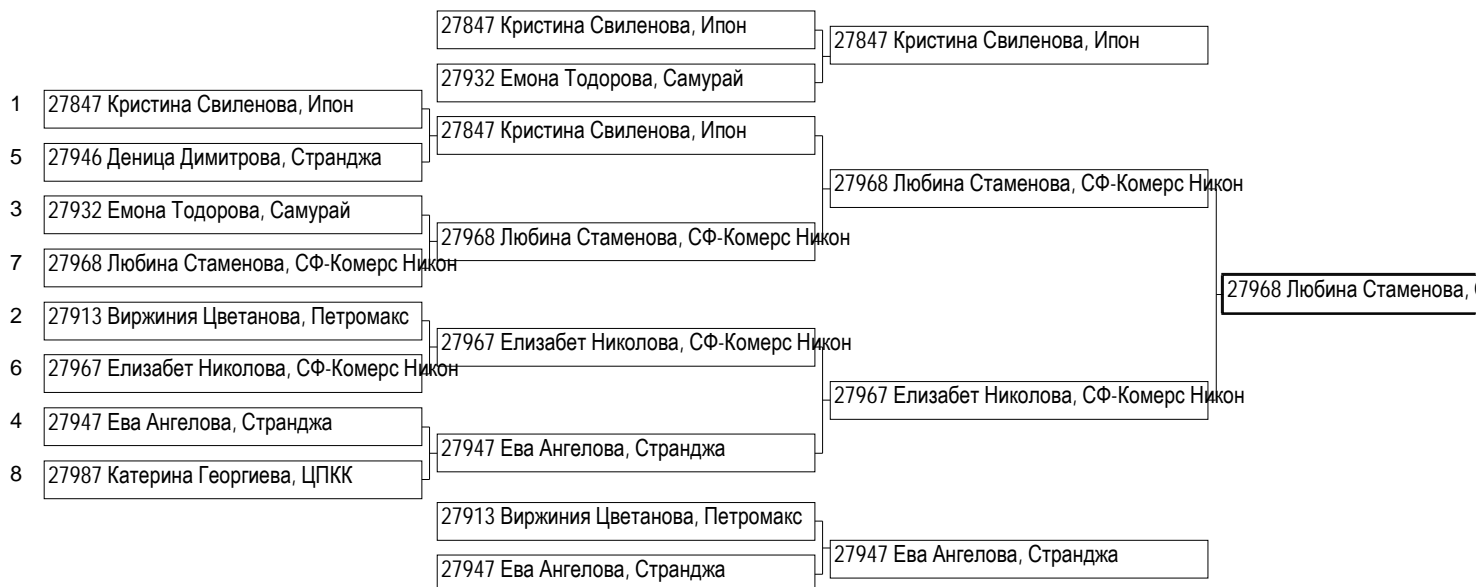 27847 Кристина Свиленова, Ипон
27847 Кристина Свиленова, Ипон
27932 Емона Тодорова, Самурай
1 27847 Кристина Свиленова, Ипон
27847 Кристина Свиленова, Ипон
5 27946 Деница Димитрова, Странджа
27968 Любина Стаменова, СФ-Комерс Никон
3 27932 Емона Тодорова, Самурай
27968 Любина Стаменова, СФ-Комерс Никон
7 27968 Любина Стаменова, СФ-Комерс Никон
27968 Любина Стаменова,
2 27913 Виржиния Цветанова, Петромакс
27967 Елизабет Николова, СФ-Комерс Никон
6 27967 Елизабет Николова, СФ-Комерс Никон
27967 Елизабет Николова, СФ-Комерс Никон
4 27947 Ева Ангелова, Странджа
27947 Ева Ангелова, Странджа
8 27987 Катерина Георгиева, ЦПКК
27913 Виржиния Цветанова, Петромакс
27947 Ева Ангелова, Странджа
27947 Ева Ангелова, Странджа